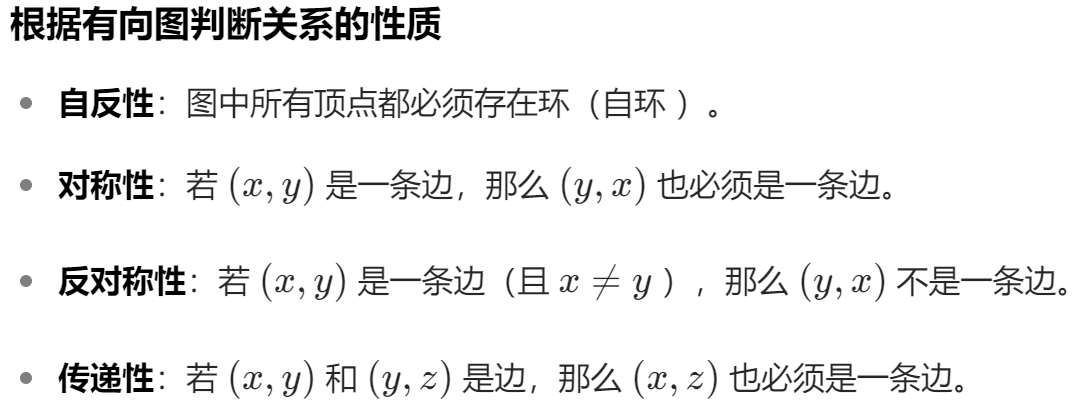 根据有向图判断关系的性质
• 自反性：图中所有顶点都必须存在环（自环 ）。
• 对称性：若 (x, y) 是一条边，那么 (y, x) 也必须是一条边。
• 反对称性：若 (x, y) 是一条边（且 x ≠ y ），那么 (y, x) 不是一条边。
• 传递性：若 (x, y) 和 (y, z) 是边，那么 (x, z) 也必须是一条边。